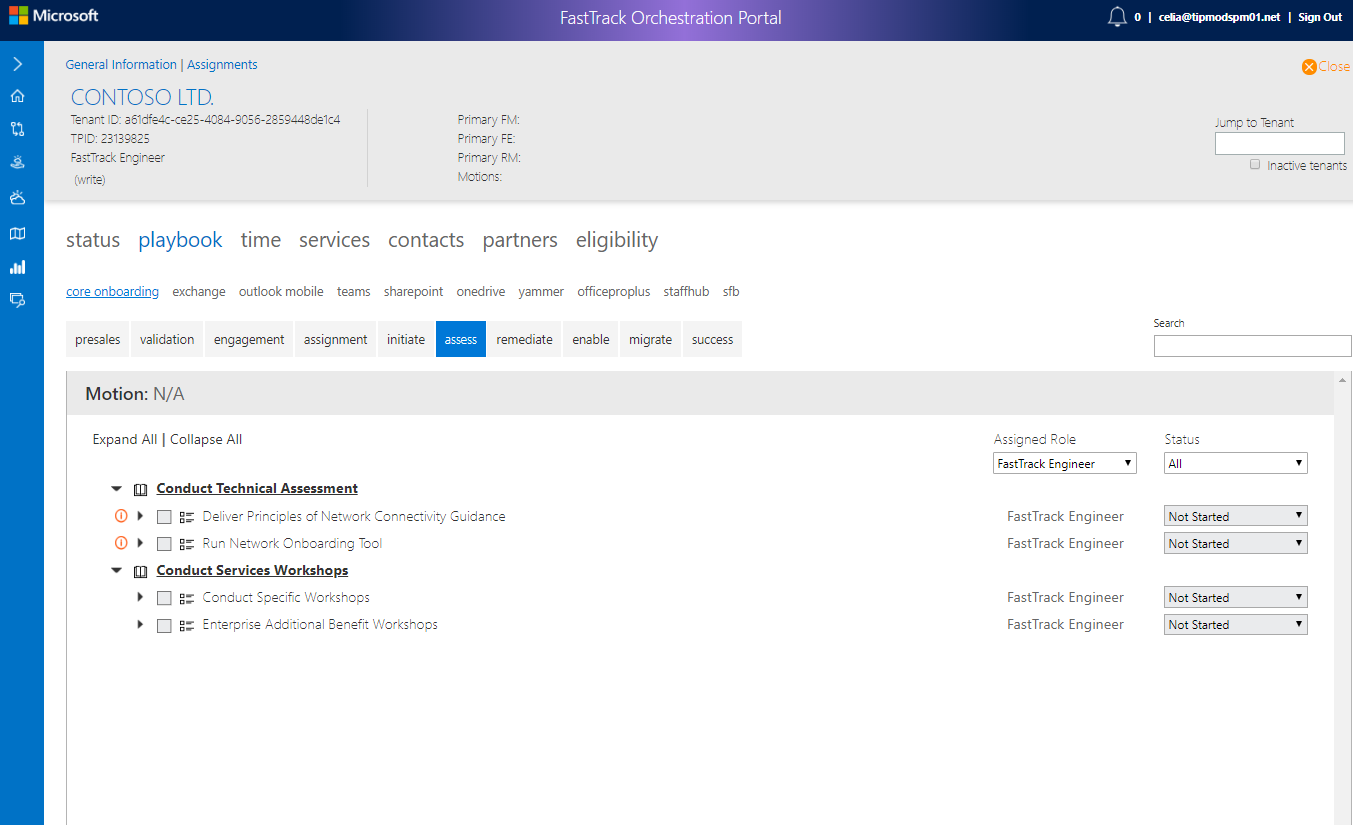 Microsoft
FastTrack Orchestration Portal
0 | celia@tipmodspm01.net | Sign Out
General Information | Assignments
Close
CONTOSO LTD.
Tenant ID: a61dfe4c-ce25-4084-9056-2859448de1c4
TPID: 23139825
FastTrack Engineer
(write)
Primary FM:
Primary FE:
Primary RM:
Motions:
Jump to Tenant
Inactive tenants
status playbook time services contacts partners eligibility
core onboarding exchange outlook mobile teams sharepoint onedrive yammer officeproplus staffhub sfb
presales validation engagement assignment initiate assess remediate enable migrate success
Search
Motion: N/A
Expand All | Collapse All
Assigned Role Status
FastTrack Engineer All
Conduct Technical Assessment
Deliver Principles of Network Connectivity Guidance FastTrack Engineer Not Started
Run Network Onboarding Tool FastTrack Engineer Not Started
Conduct Services Workshops
Conduct Specific Workshops FastTrack Engineer Not Started
Enterprise Additional Benefit Workshops FastTrack Engineer Not Started